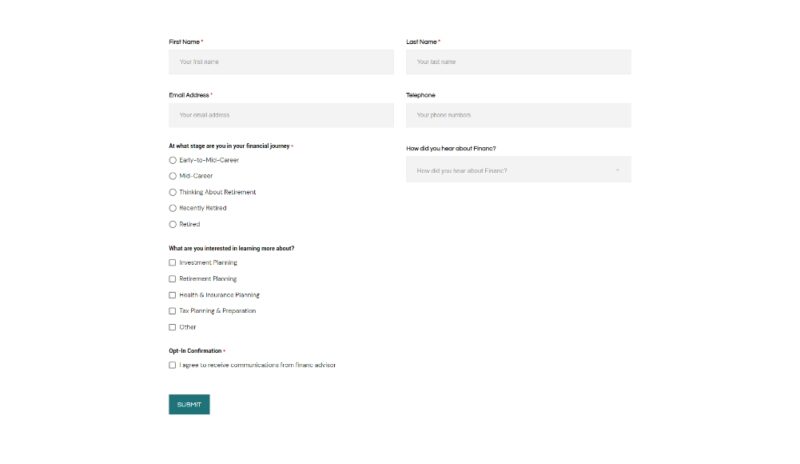 First Name *
Last Name *
Your first name
Your last name
Email Address *
Telephone
Your email address
Your phone numbers
At what stage are you in your financial journey *
Early-to-Mid-Career
Mid-Career
Thinking About Retirement
Recently Retired
Retired
How did you hear about Financ?
How did you hear about Financ?
What are you interested in learning more about?
Investment Planning
Retirement Planning
Health & Insurance Planning
Tax Planning & Preparation
Other
Opt-In Confirmation *
I agree to receive communications from financ advisor
SUBMIT